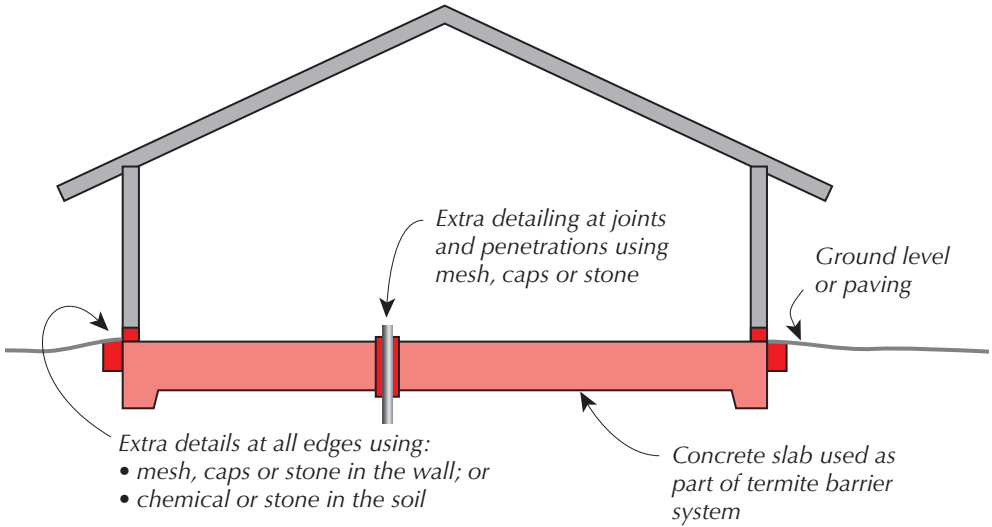 Extra detailing at joints
and penetrations using
mesh, caps or stone
Ground level
or paving
Extra details at all edges using:
• mesh, caps or stone in the wall; or
• chemical or stone in the soil
Concrete slab used as
part of termite barrier
system